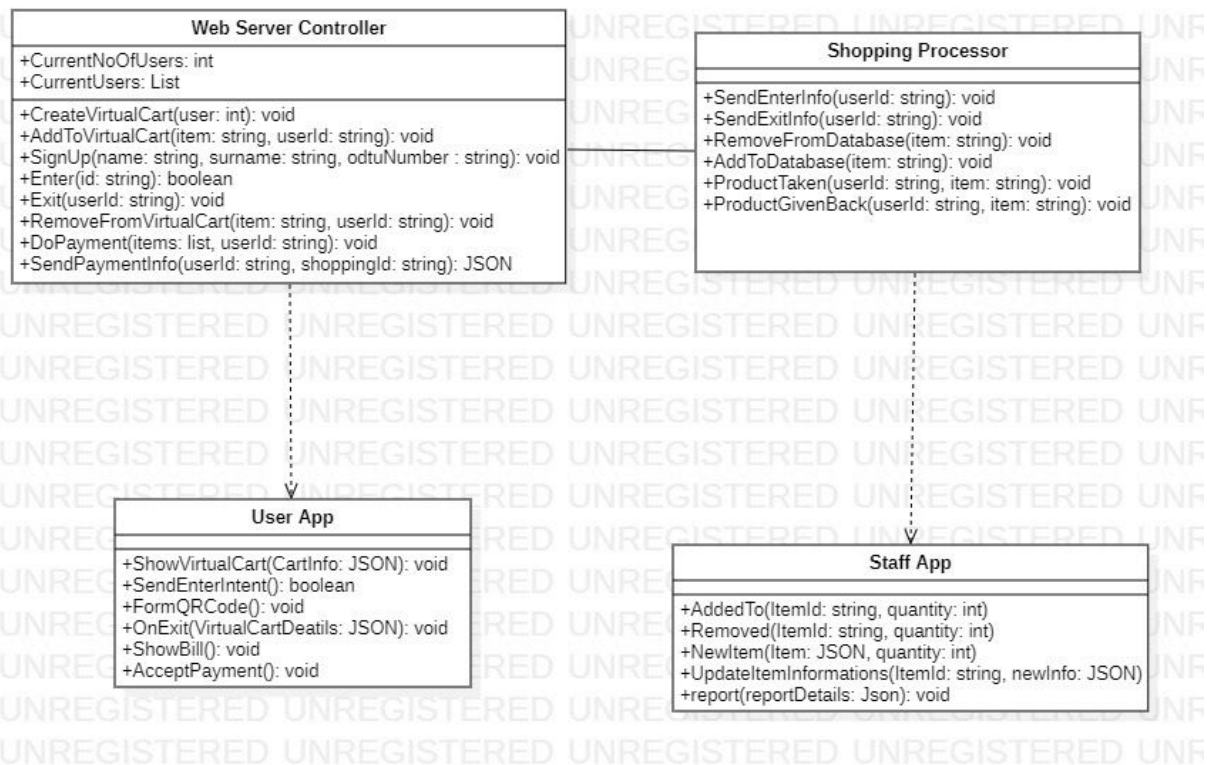 Web Server Controller
+CurrentNoOfUsers: int
+CurrentUsers: List
+CreateVirtualCart(user: int): void
+AddToVirtualCart(item: string, userId: string): void
+SignUp(name: string, surname: string, odtuNumber : string): void
+Enter(id: string): boolean
+Exit(userId: string): void
+RemoveFromVirtualCart(item: string, userId: string): void
+DoPayment(items: list, userId: string): void
+SendPaymentInfo(userId: string, shoppingId: string): JSON
Shopping Processor
+SendEnterInfo(userId: string): void
+SendExitInfo(userId: string): void
+RemoveFromDatabase(item: string): void
+AddToDatabase(item: string): void
+ProductTaken(userId: string, item: string): void
+ProductGivenBack(userId: string, item: string): void
User App
+ShowVirtualCart(CartInfo: JSON): void
+SendEnterIntent(): boolean
+FormQRCode(): void
+OnExit(VirtualCartDeatils: JSON): void
+ShowBill(): void
+AcceptPayment(): void
Staff App
+AddedTo(ItemId: string, quantity: int)
+Removed(ItemId: string, quantity: int)
+NewItem(Item: JSON, quantity: int)
+UpdateItemInformations(ItemId: string, newInfo: JSON)
+report(reportDetails: Json): void
UNREGISTERED UNREGISTERED UNREGISTERED UNREGISTERED